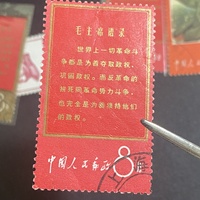 毛主席语录
世界上一切革命斗
争都是为着夺取政权，
巩固政权。而反革命的
拚死同革命势力斗争，
也完全是为着维持他们
的政权。
中国人民邮政8分